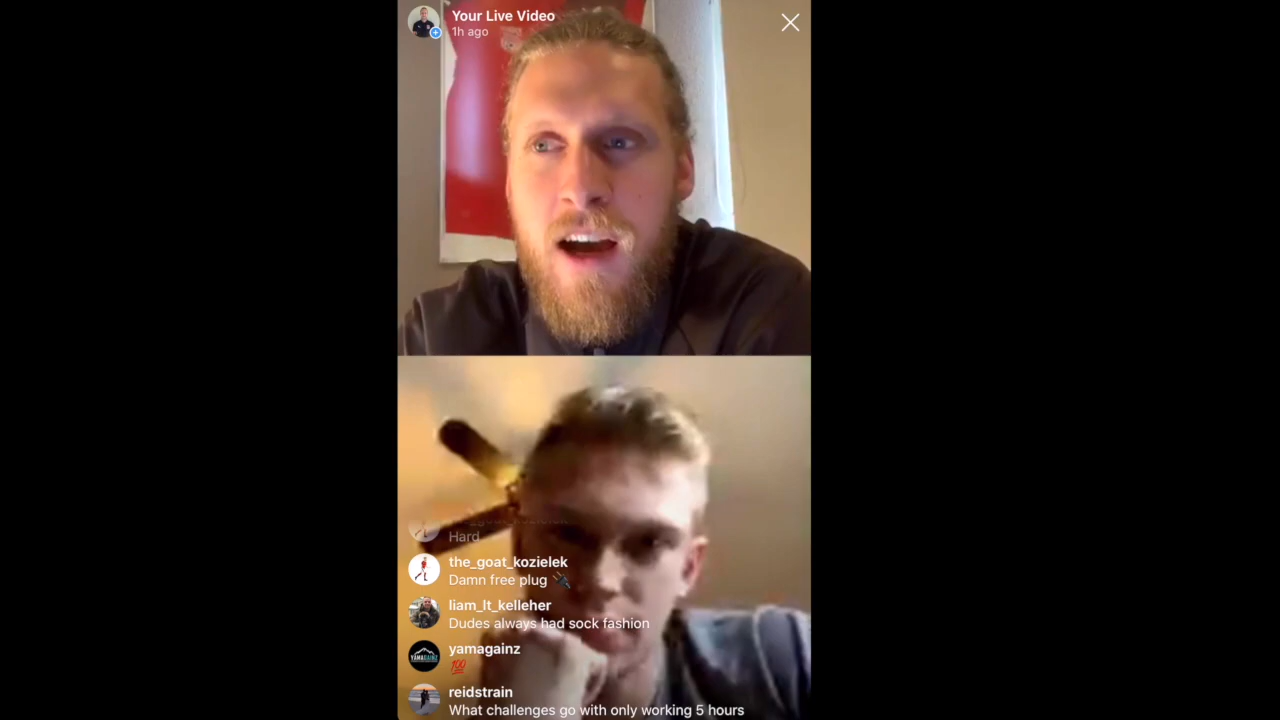 Your Live Video
1h ago
Hard
the_goat_kozielek
Damn free plug
liam_lt_kelleher
Dudes always had sock fashion
yamagainz
YAMAGAINZ
💯
reidstrain
What challenges go with only working 5 hours